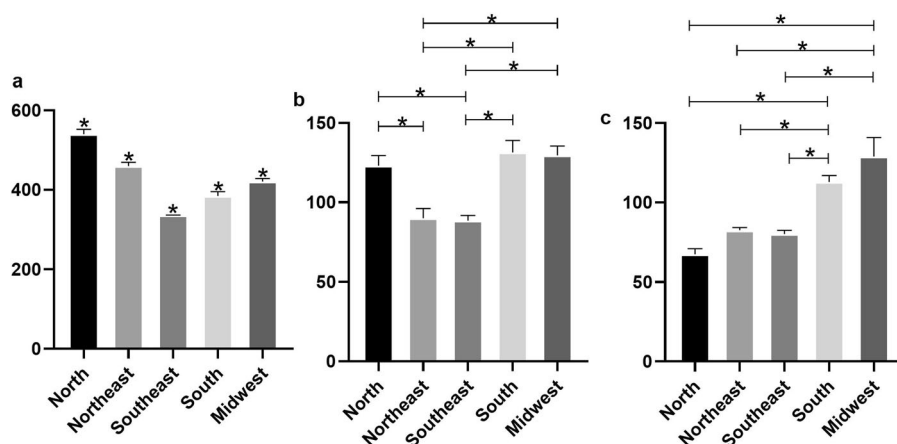 a
600
400
200
0
* * * * *
North
Northeast
Southeast
South
Midwest
b
* * * * * * *
150
100
50
0
North
Northeast
Southeast
South
Midwest
c
* * * * * *
150
100
50
0
North
Northeast
Southeast
South
Midwest